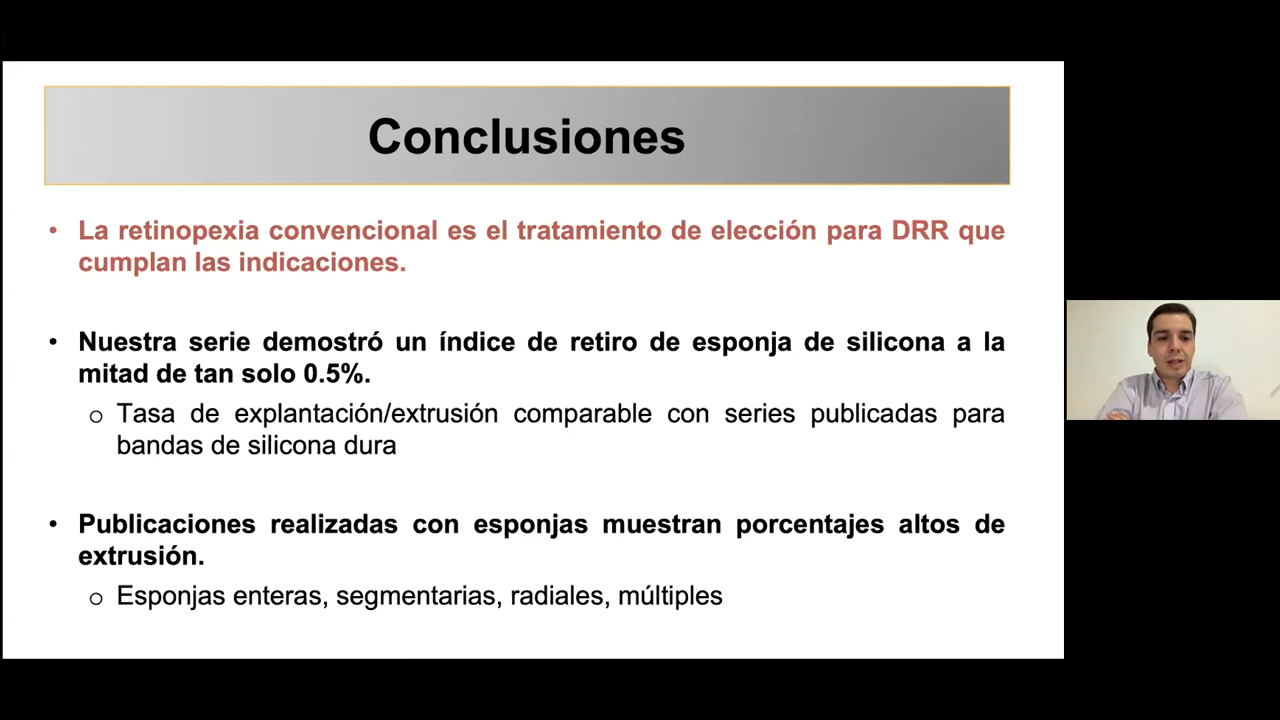 Conclusiones
• La retinopexia convencional es el tratamiento de elección para DRR que
cumplan las indicaciones.
• Nuestra serie demostró un índice de retiro de esponja de silicona a la
mitad de tan solo 0.5%.
o Tasa de explantación/extrusión comparable con series publicadas para
bandas de silicona dura
• Publicaciones realizadas con esponjas muestran porcentajes altos de
extrusión.
o Esponjas enteras, segmentarias, radiales, múltiples